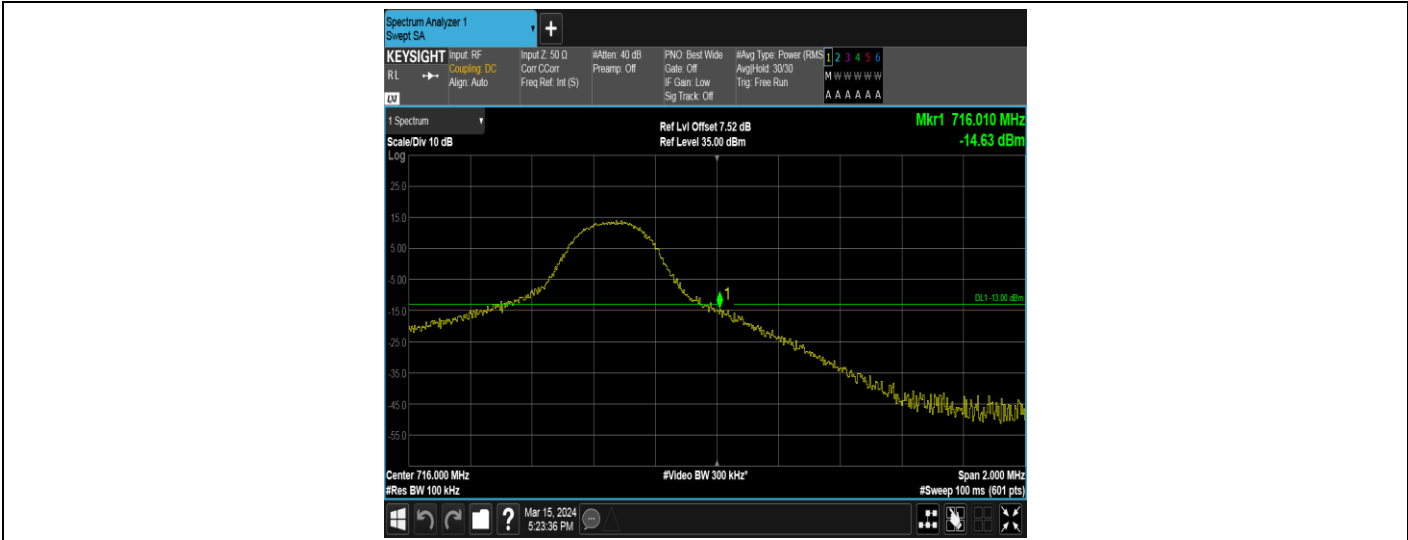 Spectrum Analyzer 1
Swept SA
+
KEYSIGHT Input: RF Input Z: 50 Ω #Atten: 40 dB PNO: Best Wide #Avg Type: Power (RMS 1 2 3 4 5 6
R L Coupling: DC Corr CCorr Preamp: Off Gate: Off Avg|Hold: 30/30 M W W W W W
Align: Auto Freq Ref: Int (S) IF Gain: Low Trig: Free Run
LXI Sig Track: Off A A A A A A
1 Spectrum
Ref Lvl Offset 7.52 dB Mkr1 716.010 MHz
Scale/Div 10 dB Ref Level 35.00 dBm -14.63 dBm
Log
25.0
15.0
5.00
-5.00
1
DL1 -13.00 dBm
-15.0
-25.0
-35.0
-45.0
-55.0
Center 716.000 MHz #Video BW 300 kHz* Span 2.000 MHz
#Res BW 100 kHz #Sweep 100 ms (601 pts)
? Mar 15, 2024
5:23:36 PM